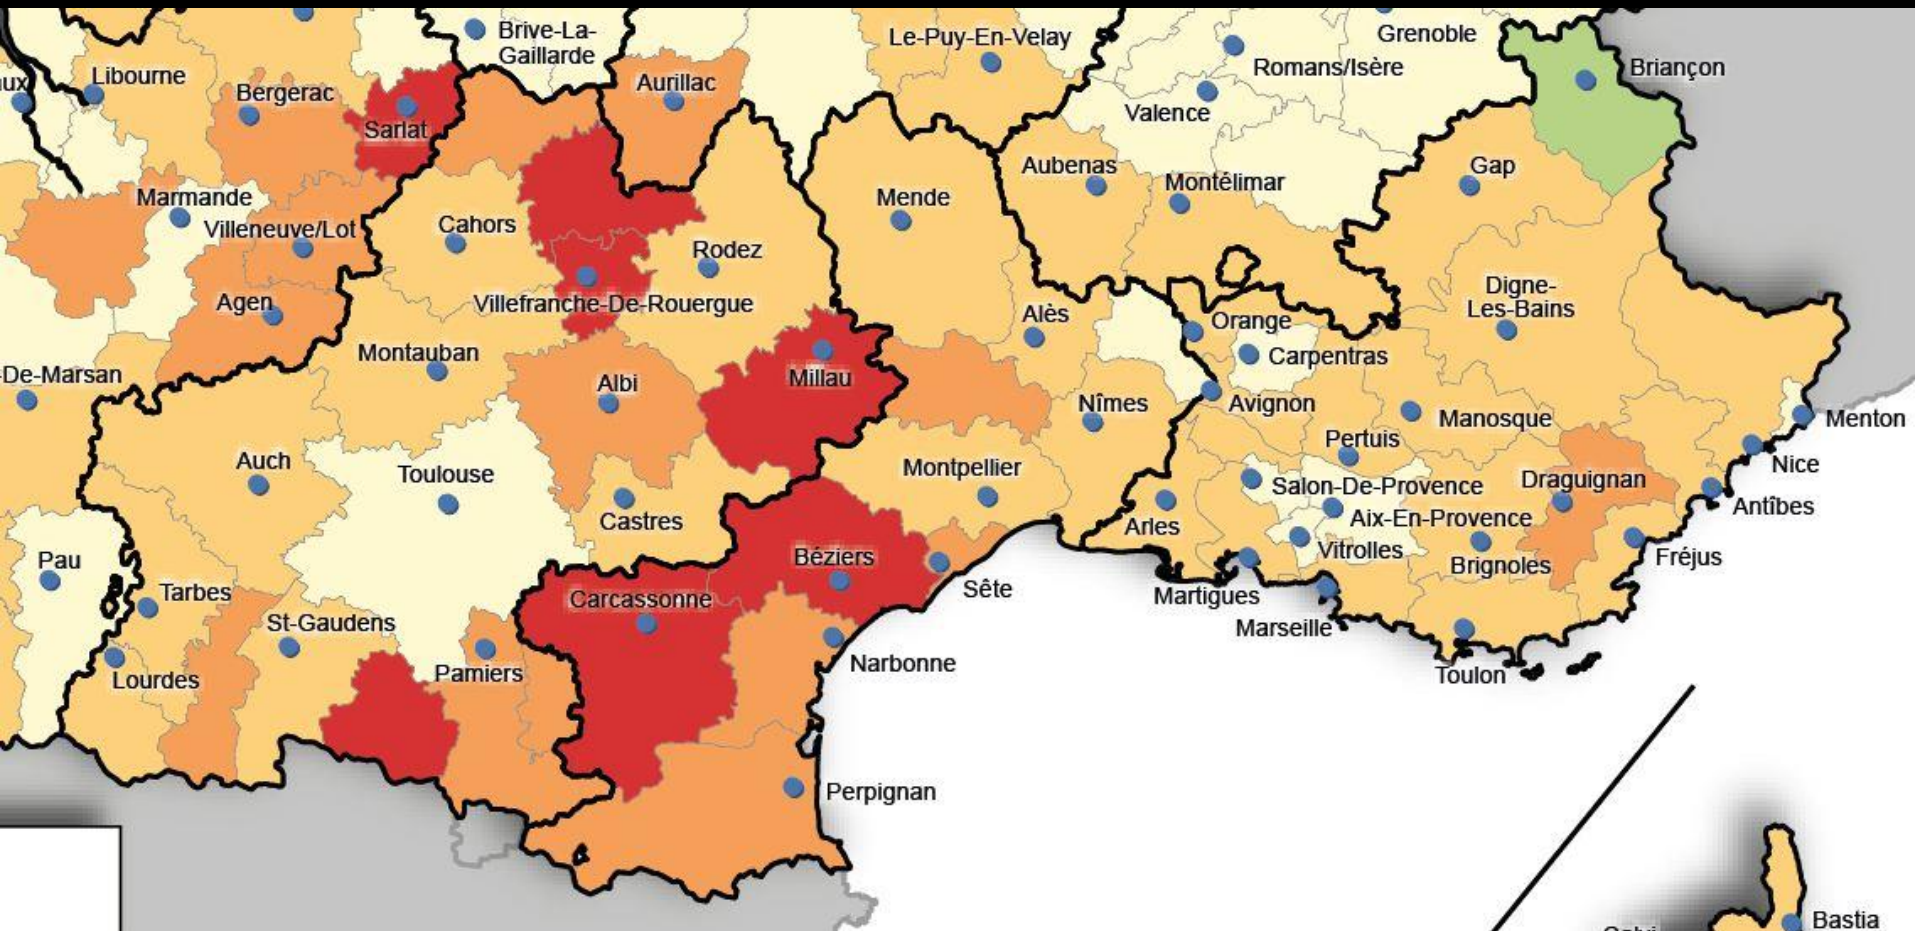 Brive-La-
Gaillarde
Le-Puy-En-Velay
Grenoble
aux
Libourne
Bergerac
Sarlat
Aurillac
Romans/Isère
Valence
Briançon
Marmande
Villeneuve/Lot
Cahors
Rodez
Mende
Aubenas
Montélimar
Gap
Agen
Villefranche-De-Rouergue
Alès
Orange
Digne-
Les-Bains
-De-Marsan
Montauban
Albi
Millau
Carpentras
Nîmes
Avignon
Manosque
Menton
Auch
Toulouse
Montpellier
Pertuis
Nice
Castres
Arles
Salon-De-Provence
Draguignan
Antîbes
Aix-En-Provence
Pau
Béziers
Vitrolles
Brignoles
Fréjus
Tarbes
Carcassonne
Sête
Martigues
St-Gaudens
Marseille
Lourdes
Pamiers
Narbonne
Toulon
Perpignan
Bastia